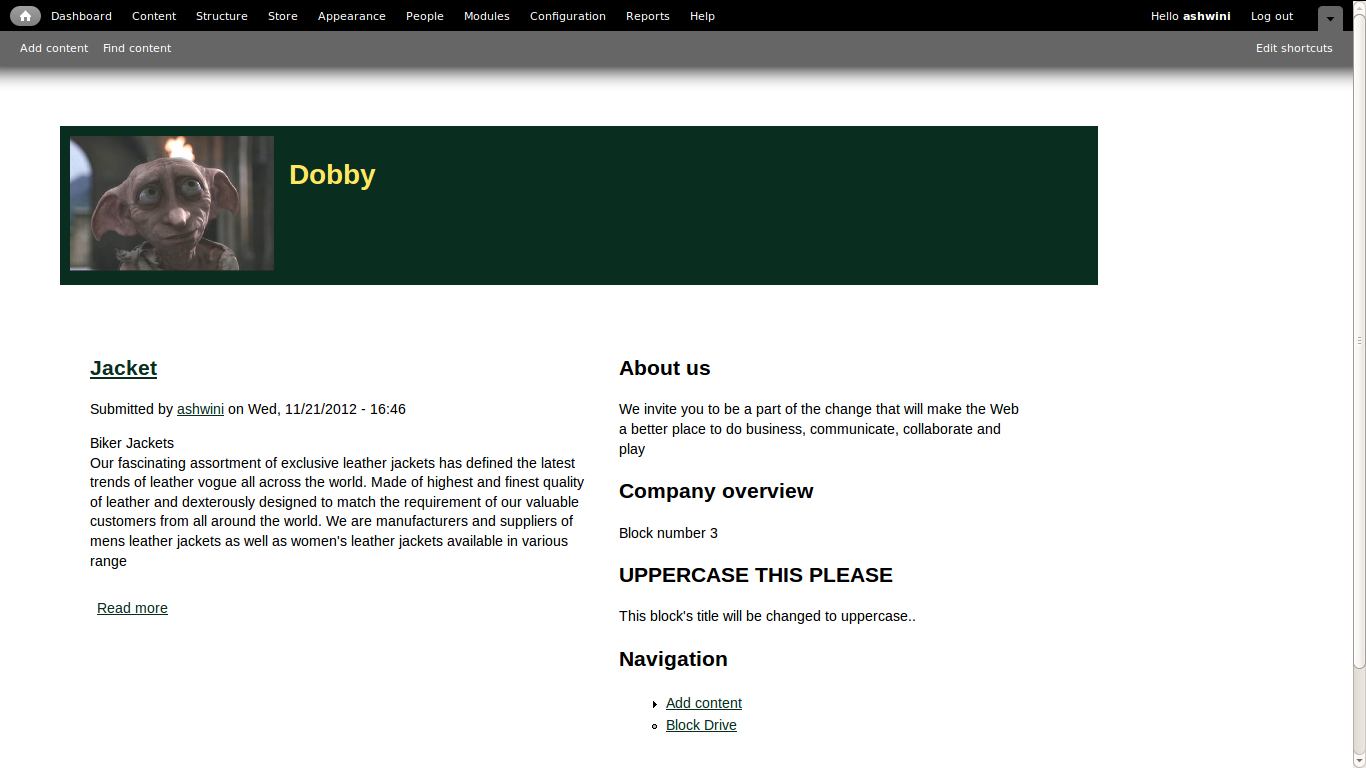 Dashboard Content Structure Store Appearance People Modules Configuration Reports Help Hello ashwini Log out
Add content Find content Edit shortcuts
Dobby
Jacket
Submitted by ashwini on Wed, 11/21/2012 - 16:46
Biker Jackets
Our fascinating assortment of exclusive leather jackets has defined the latest
trends of leather vogue all across the world. Made of highest and finest quality
of leather and dexterously designed to match the requirement of our valuable
customers from all around the world. We are manufacturers and suppliers of
mens leather jackets as well as women's leather jackets available in various
range
Read more
About us
We invite you to be a part of the change that will make the Web
a better place to do business, communicate, collaborate and
play
Company overview
Block number 3
UPPERCASE THIS PLEASE
This block's title will be changed to uppercase..
Navigation
Add content
Block Drive